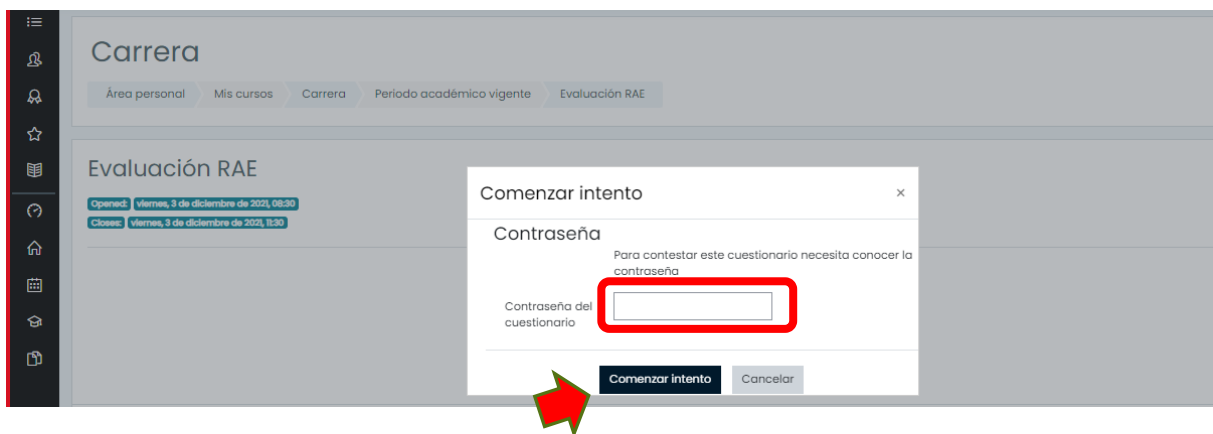 Carrera
Área personal Mis cursos Carrera Periodo académico vigente Evaluación RAE
Evaluación RAE
Opened: viernes, 3 de diciembre de 2021, 08:30
Closes: viernes, 3 de diciembre de 2021, 11:30
Comenzar intento ×
Contraseña
Para contestar este cuestionario necesita conocer la
contraseña
Contraseña del
cuestionario
Comenzar intento Cancelar